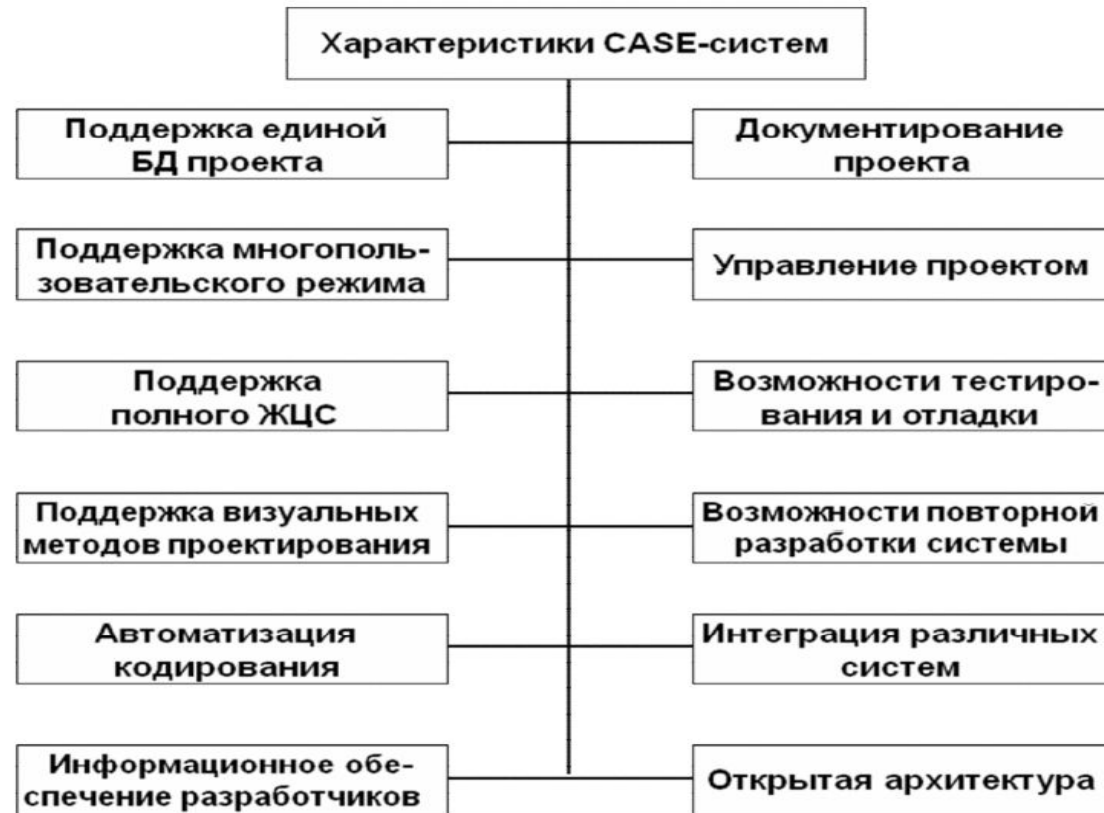 Характеристики CASE-систем
Поддержка единой
БД проекта
Документирование
проекта
Поддержка многополь-
зовательского режима
Управление проектом
Поддержка
полного ЖЦС
Возможности тестиро-
вания и отладки
Поддержка визуальных
методов проектирования
Возможности повторной
разработки системы
Автоматизация
кодирования
Интеграция различных
систем
Информационное обе-
спечение разработчиков
Открытая архитектура